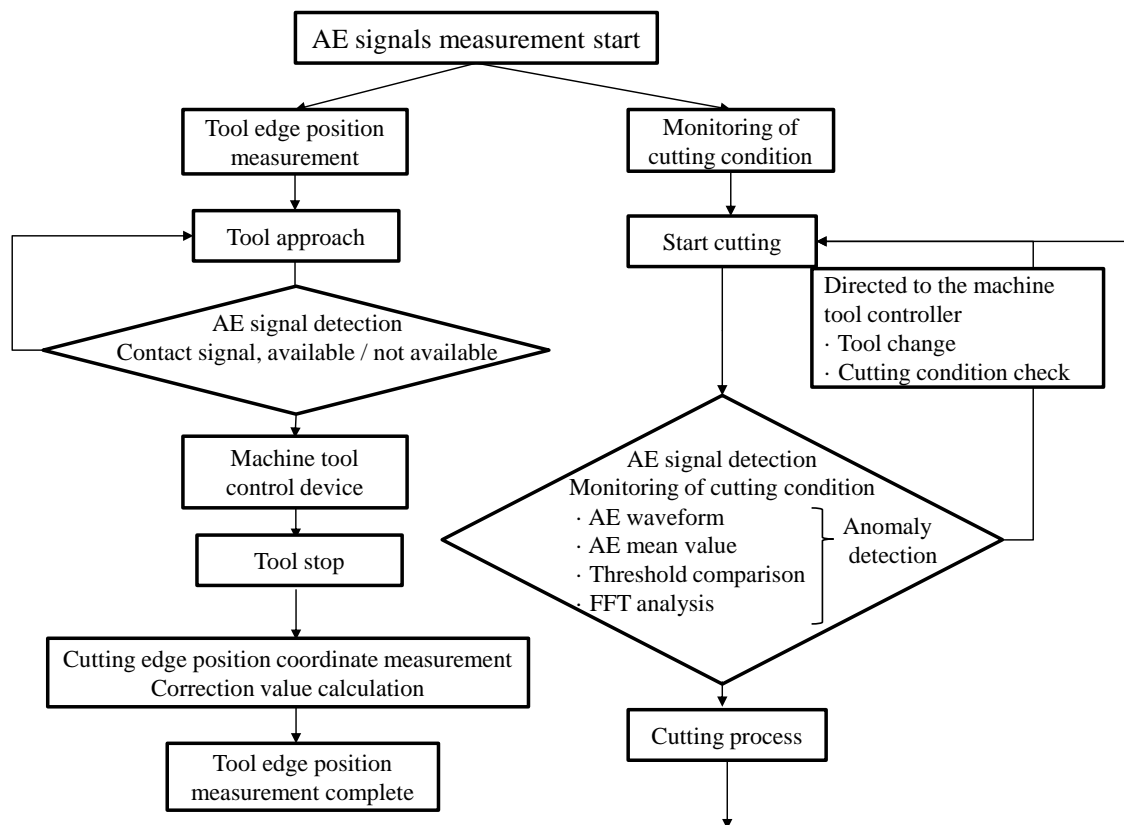 AE signals measurement start
Tool edge position
measurement
Tool approach
AE signal detection
Contact signal, available / not available
Machine tool
control device
Tool stop
Cutting edge position coordinate measurement
Correction value calculation
Tool edge position
measurement complete
Monitoring of
cutting condition
Start cutting
Directed to the machine
tool controller
· Tool change
· Cutting condition check
AE signal detection
Monitoring of cutting condition
· AE waveform
· AE mean value
· Threshold comparison
· FFT analysis
Anomaly
detection
Cutting process